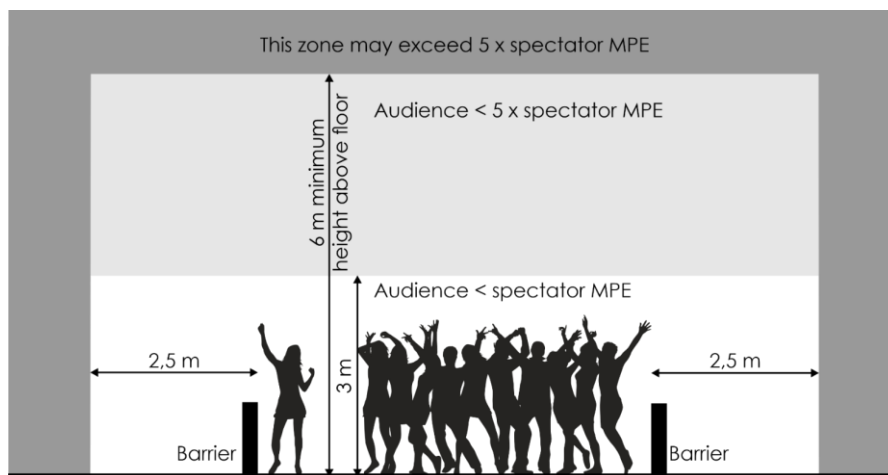 This zone may exceed 5 x spectator MPE
Audience < 5 x spectator MPE
6 m minimum
height above floor
Audience < spectator MPE
2,5 m
3 m
2,5 m
Barrier
Barrier